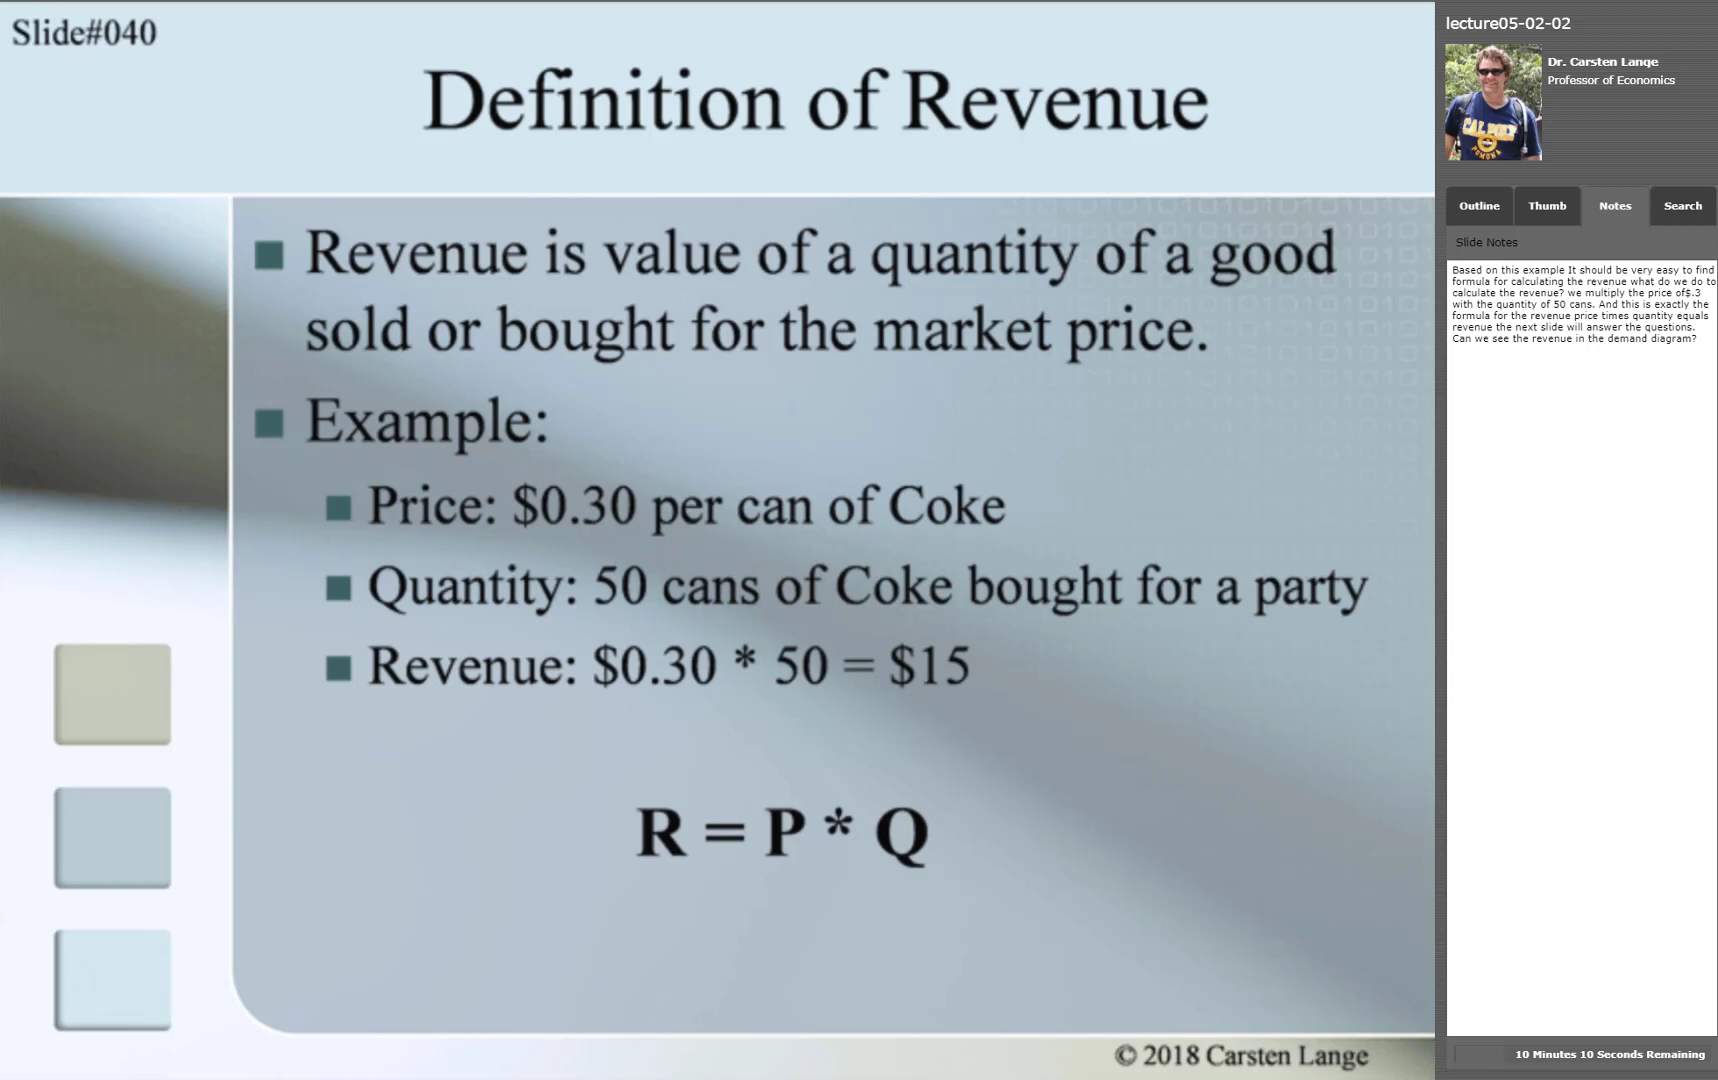 Slide#040
Definition of Revenue
Revenue is value of a quantity of a good
sold or bought for the market price.
Example:
Price: $0.30 per can of Coke
Quantity: 50 cans of Coke bought for a party
Revenue: $0.30 * 50 = $15
R = P * Q
© 2018 Carsten Lange
lecture05-02-02
Dr. Carsten Lange
Professor of Economics
CAL POLY
POMONA
Outline Thumb Notes Search
Slide Notes
Based on this example It should be very easy to find
formula for calculating the revenue what do we do to
calculate the revenue? we multiply the price of$.3
with the quantity of 50 cans. And this is exactly the
formula for the revenue price times quantity equals
revenue the next slide will answer the questions.
Can we see the revenue in the demand diagram?
10 Minutes 10 Seconds Remaining